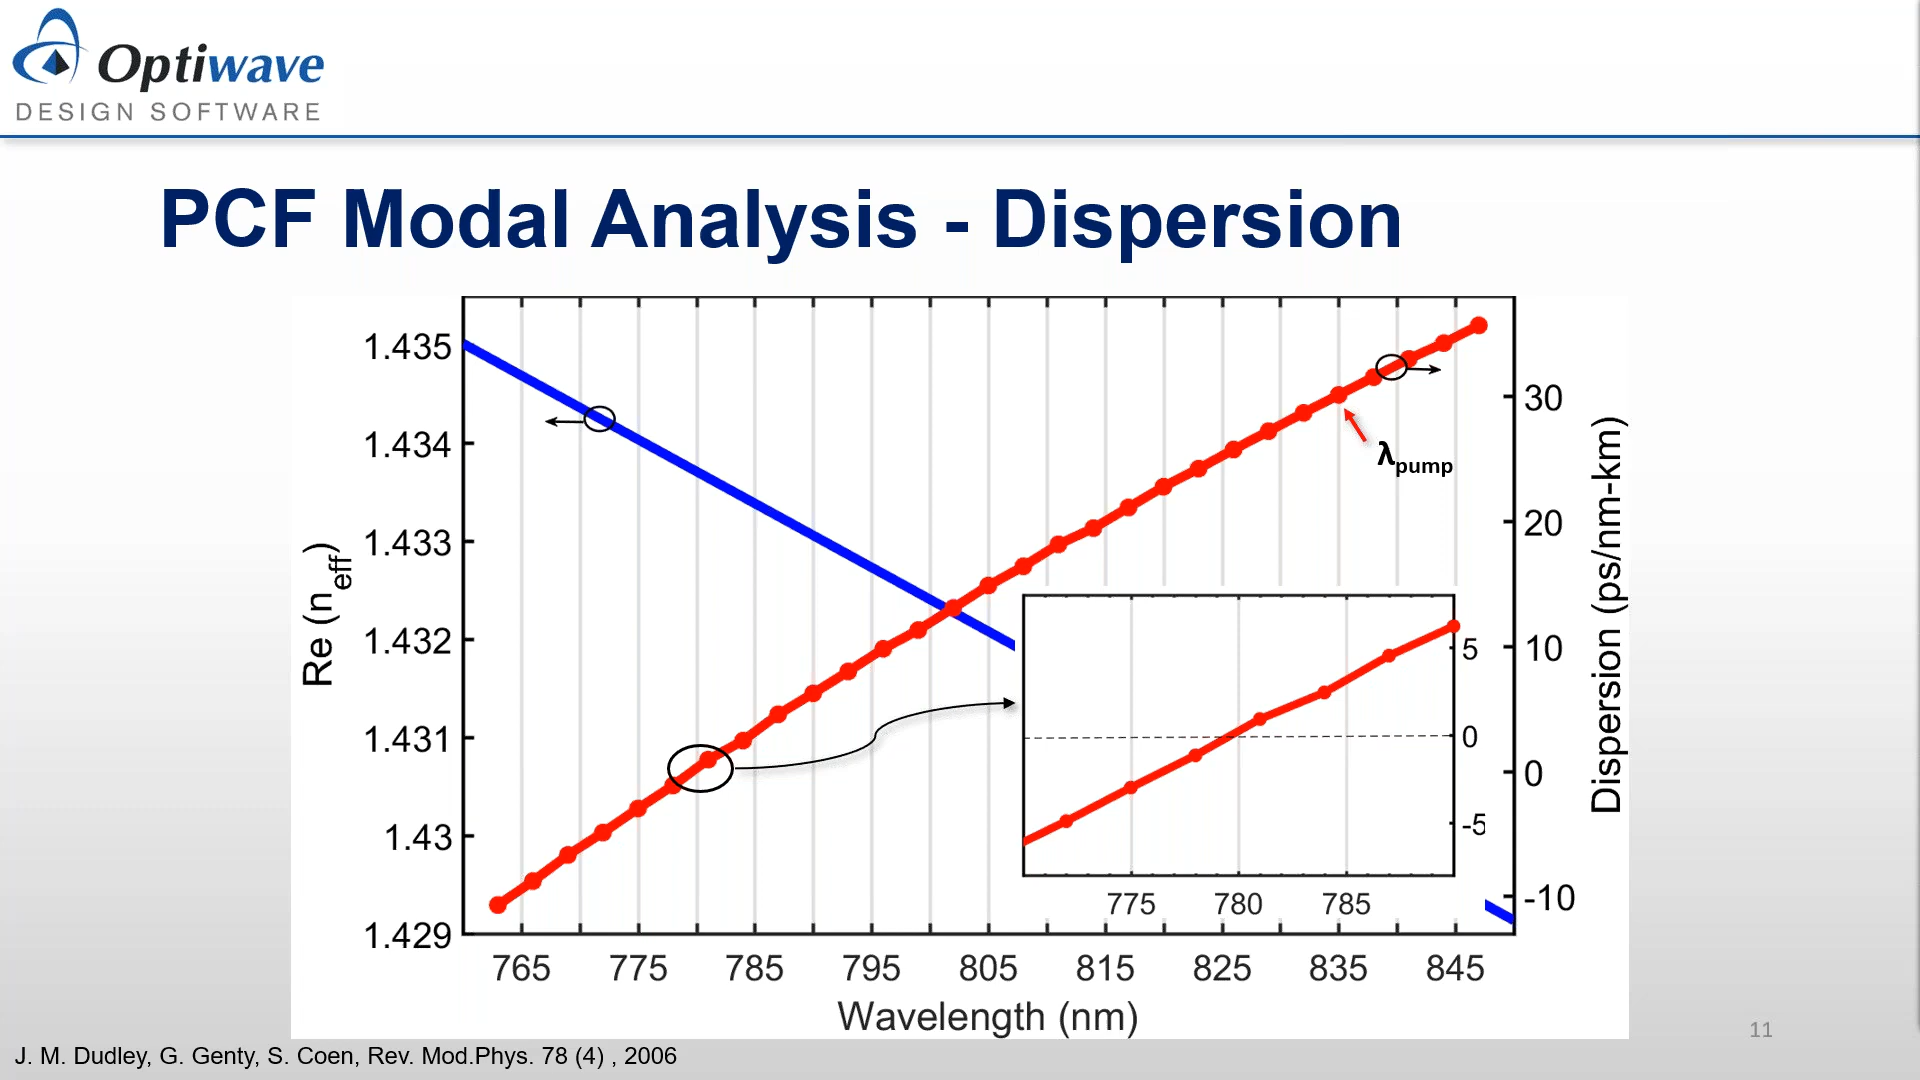 Optiwave
DESIGN SOFTWARE
PCF Modal Analysis - Dispersion
1.435
1.434
1.433
1.432
1.431
1.43
1.429
Re (neff)
30
20
10
0
-10
Dispersion (ps/nm-km)
λpump
5
0
-5
775 780 785
765 775 785 795 805 815 825 835 845
Wavelength (nm)
11
J. M. Dudley, G. Genty, S. Coen, Rev. Mod.Phys. 78 (4) , 2006